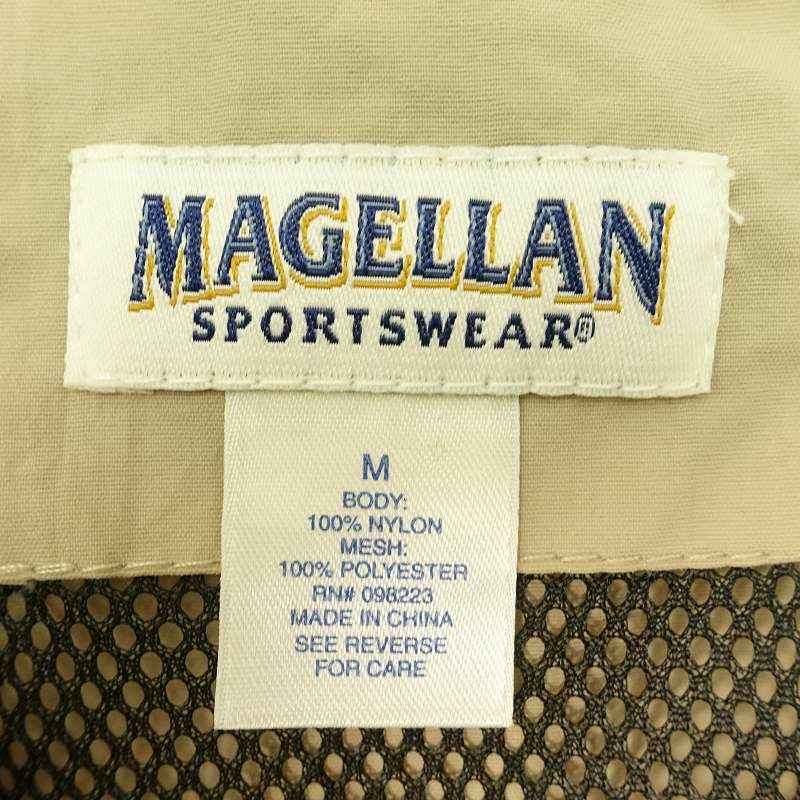 MAGELLAN
SPORTSWEAR®
M
BODY:
100% NYLON
MESH:
100% POLYESTER
RN# 098223
MADE IN CHINA
SEE REVERSE
FOR CARE